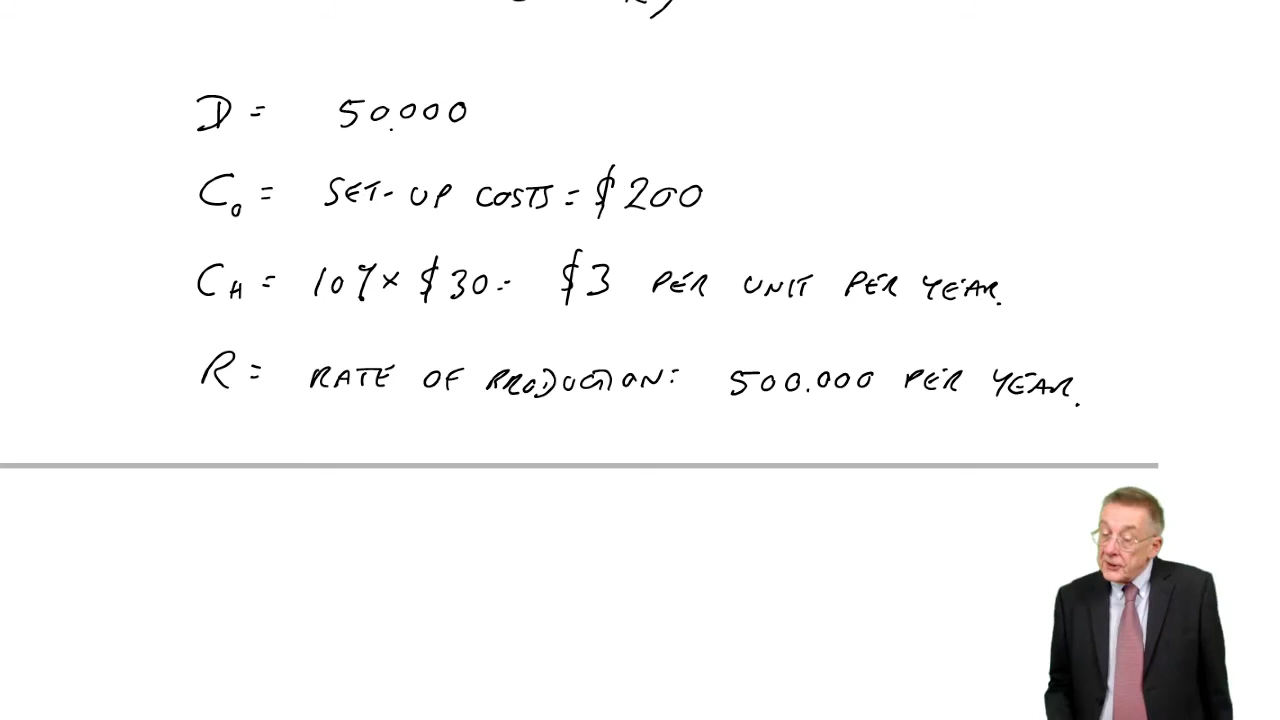 D = 50.000
C₀ = SET-UP COSTS = $200
C_H = 10% × $30 = $3 PER UNIT PER YEAR.
R = RATE OF PRODUCTION: 500.000 PER YEAR.